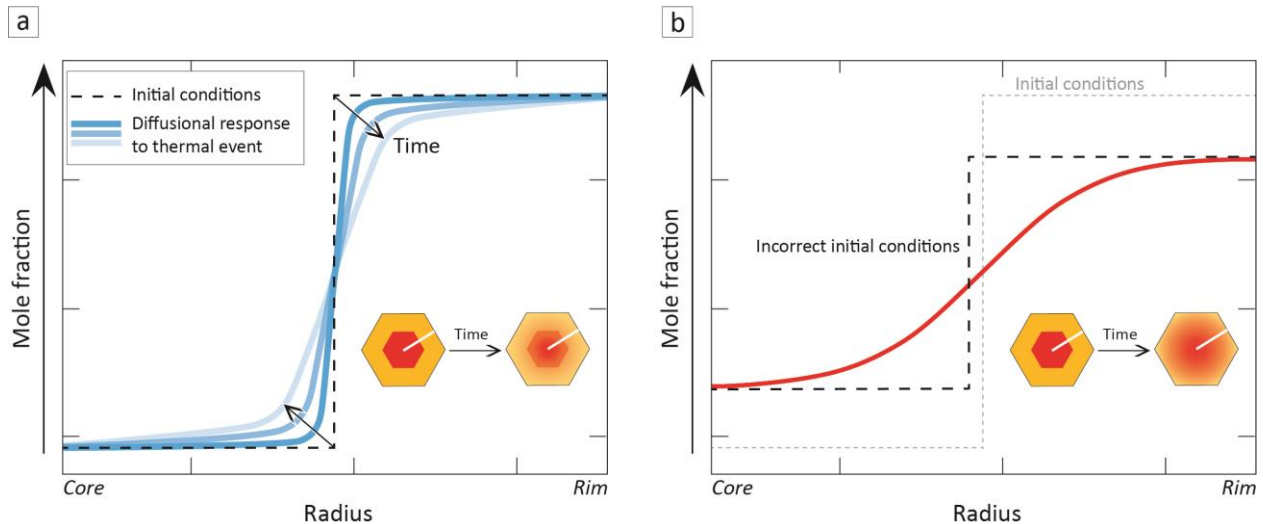 a
Initial conditions
Diffusional response
to thermal event
Time
Mole fraction
Time
Core
Rim
Radius
b
Initial conditions
Incorrect initial conditions
Mole fraction
Time
Core
Rim
Radius